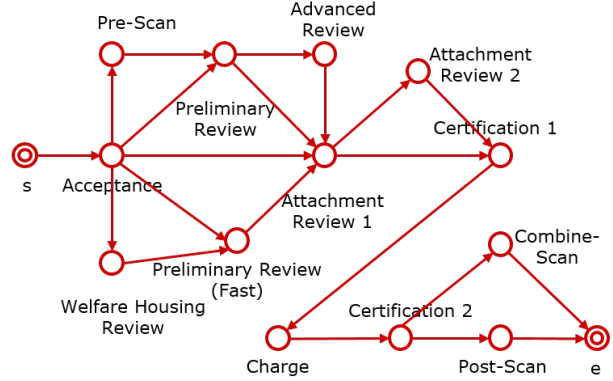 Pre-Scan
Advanced
Review
Attachment
Review 2
Preliminary
Review
Certification 1
s
Acceptance
Attachment
Review 1
Preliminary Review
(Fast)
Welfare Housing
Review
Combine-
Scan
Certification 2
Charge
Post-Scan
e